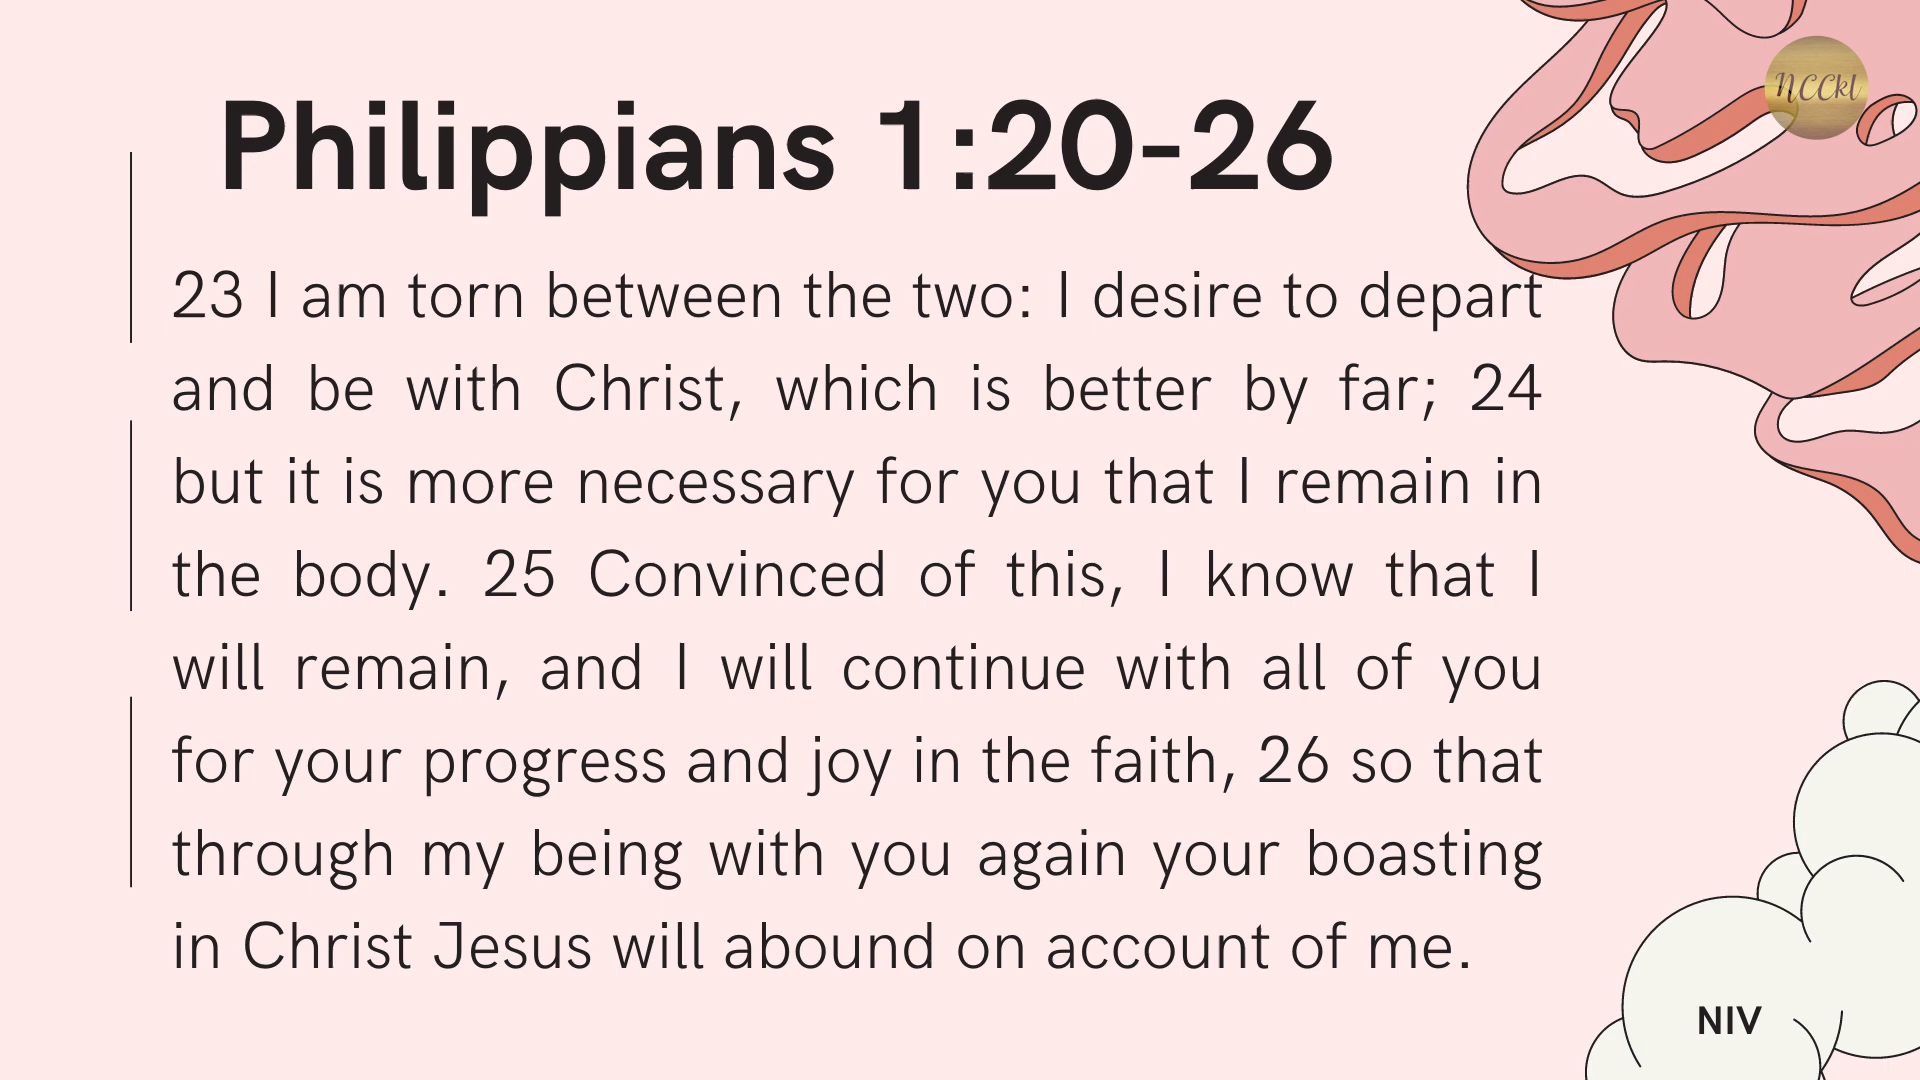 NCCkl
Philippians 1:20-26
23 I am torn between the two: I desire to depart
and be with Christ, which is better by far; 24
but it is more necessary for you that I remain in
the body. 25 Convinced of this, I know that I
will remain, and I will continue with all of you
for your progress and joy in the faith, 26 so that
through my being with you again your boasting
in Christ Jesus will abound on account of me.
NIV